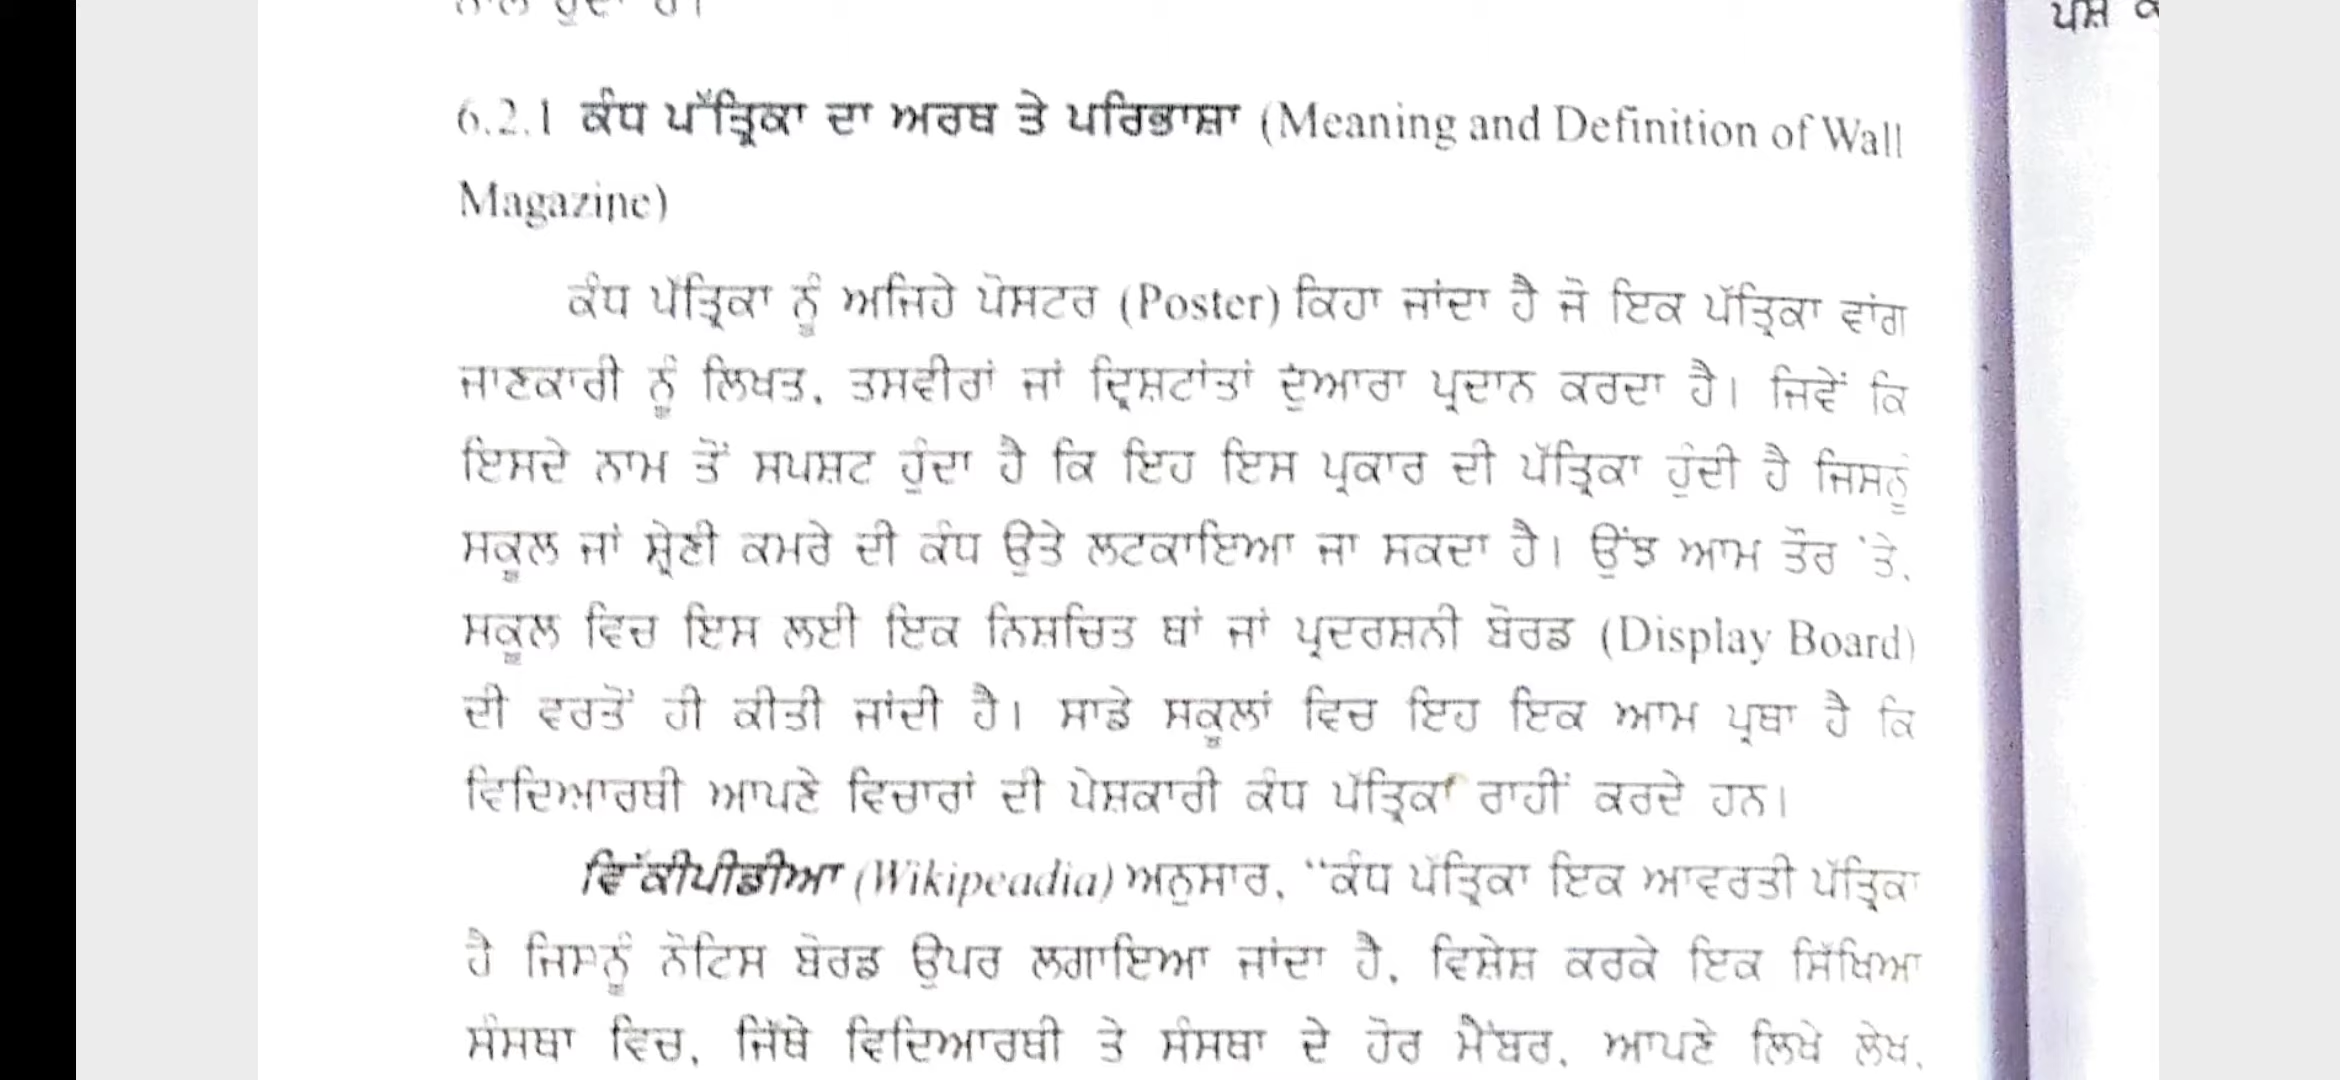 6.2.1 ਕੰਧ ਪੱਤ੍ਰਿਕਾ ਦਾ ਅਰਥ ਤੇ ਪਰਿਭਾਸ਼ਾ (Meaning and Definition of Wall
Magazine)
ਕੰਧ ਪੱਤ੍ਰਿਕਾ ਨੂੰ ਅਜਿਹੇ ਪੋਸਟਰ (Poster) ਕਿਹਾ ਜਾਂਦਾ ਹੈ ਜੋ ਇਕ ਪੱਤ੍ਰਿਕਾ ਵਾਂਗ
ਜਾਣਕਾਰੀ ਨੂੰ ਲਿਖਤ, ਤਸਵੀਰਾਂ ਜਾਂ ਦ੍ਰਿਸ਼ਟਾਂਤਾਂ ਦੁਆਰਾ ਪ੍ਰਦਾਨ ਕਰਦਾ ਹੈ। ਜਿਵੇਂ ਕਿ
ਇਸਦੇ ਨਾਮ ਤੋਂ ਸਪਸ਼ਟ ਹੁੰਦਾ ਹੈ ਕਿ ਇਹ ਇਸ ਪ੍ਰਕਾਰ ਦੀ ਪੱਤ੍ਰਿਕਾ ਹੁੰਦੀ ਹੈ ਜਿਸਨੂੰ
ਸਕੂਲ ਜਾਂ ਸ਼੍ਰੇਣੀ ਕਮਰੇ ਦੀ ਕੰਧ ਉਤੇ ਲਟਕਾਇਆ ਜਾ ਸਕਦਾ ਹੈ। ਉਂਝ ਆਮ ਤੌਰ 'ਤੇ,
ਸਕੂਲ ਵਿਚ ਇਸ ਲਈ ਇਕ ਨਿਸ਼ਚਿਤ ਥਾਂ ਜਾਂ ਪ੍ਰਦਰਸ਼ਨੀ ਬੋਰਡ (Display Board)
ਦੀ ਵਰਤੋਂ ਹੀ ਕੀਤੀ ਜਾਂਦੀ ਹੈ। ਸਾਡੇ ਸਕੂਲਾਂ ਵਿਚ ਇਹ ਇਕ ਆਮ ਪ੍ਰਥਾ ਹੈ ਕਿ
ਵਿਦਿਆਰਥੀ ਆਪਣੇ ਵਿਚਾਰਾਂ ਦੀ ਪੇਸ਼ਕਾਰੀ ਕੰਧ ਪੱਤ੍ਰਿਕਾ ਰਾਹੀਂ ਕਰਦੇ ਹਨ।
ਵਿੱਕੀਪੀਡੀਆ (Wikipeadia) ਅਨੁਸਾਰ, "ਕੰਧ ਪੱਤ੍ਰਿਕਾ ਇਕ ਆਵਰਤੀ ਪੱਤ੍ਰਿਕਾ
ਹੈ ਜਿਸਨੂੰ ਨੋਟਿਸ ਬੋਰਡ ਉਪਰ ਲਗਾਇਆ ਜਾਂਦਾ ਹੈ, ਵਿਸ਼ੇਸ਼ ਕਰਕੇ ਇਕ ਸਿੱਖਿਆ
ਸੰਸਥਾ ਵਿਚ, ਜਿੱਥੇ ਵਿਦਿਆਰਥੀ ਤੇ ਸੰਸਥਾ ਦੇ ਹੋਰ ਮੈਂਬਰ, ਆਪਣੇ ਲਿਖੇ ਲੇਖ,